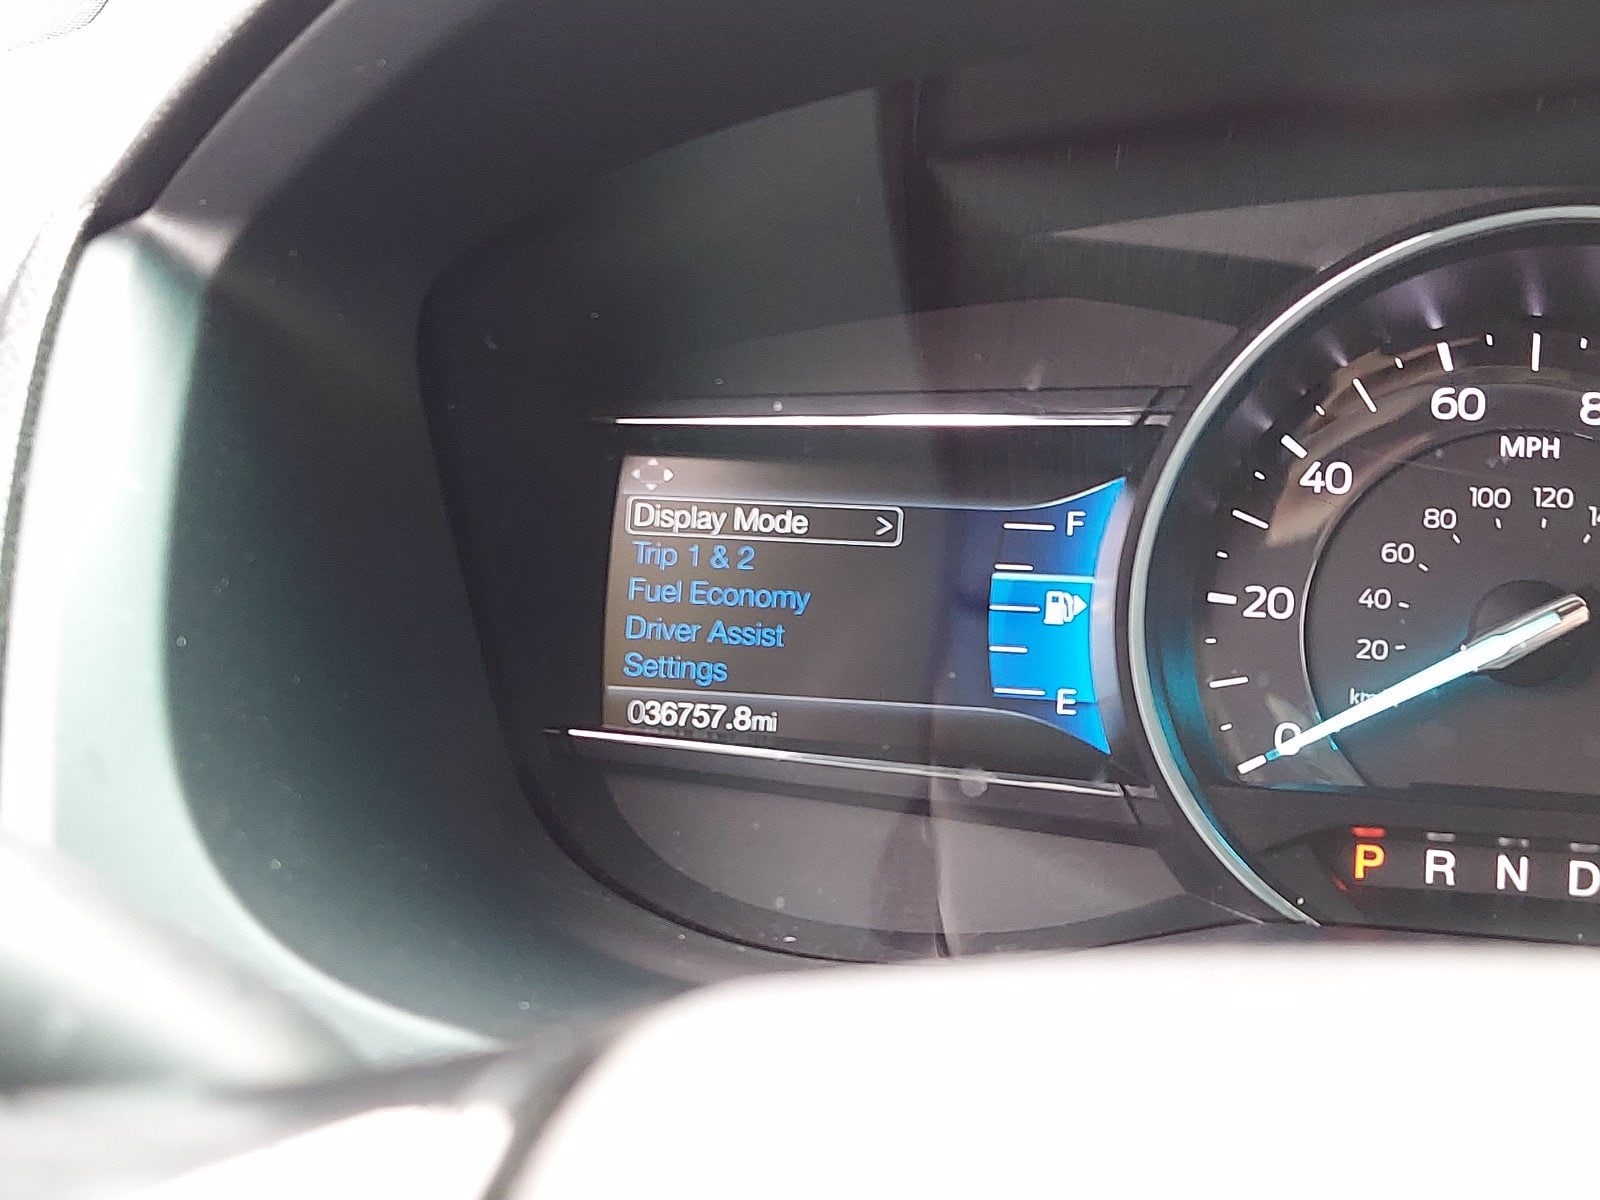 Display Mode >
Trip 1 & 2
Fuel Economy
Driver Assist
Settings
036757.8mi
F
E
0
20
40
60
MPH
20
40
60
80
100
120
P R N D